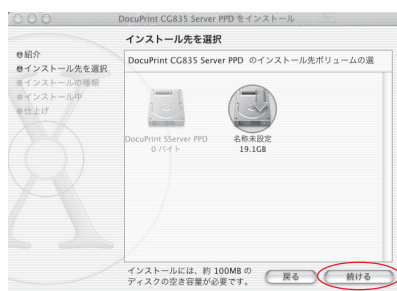 DocuPrint CG835 Server PPD をインストール
インストール先を選択
紹介
インストール先を選択
インストールの種類
インストール中
仕上げ
DocuPrint CG835 Server PPD のインストール先ボリュームの選
DocuPrint SServer PPD
0 バイト
名称未設定
19.1GB
インストールには、約 100MB の
ディスクの空き容量が必要です。
戻る
続ける